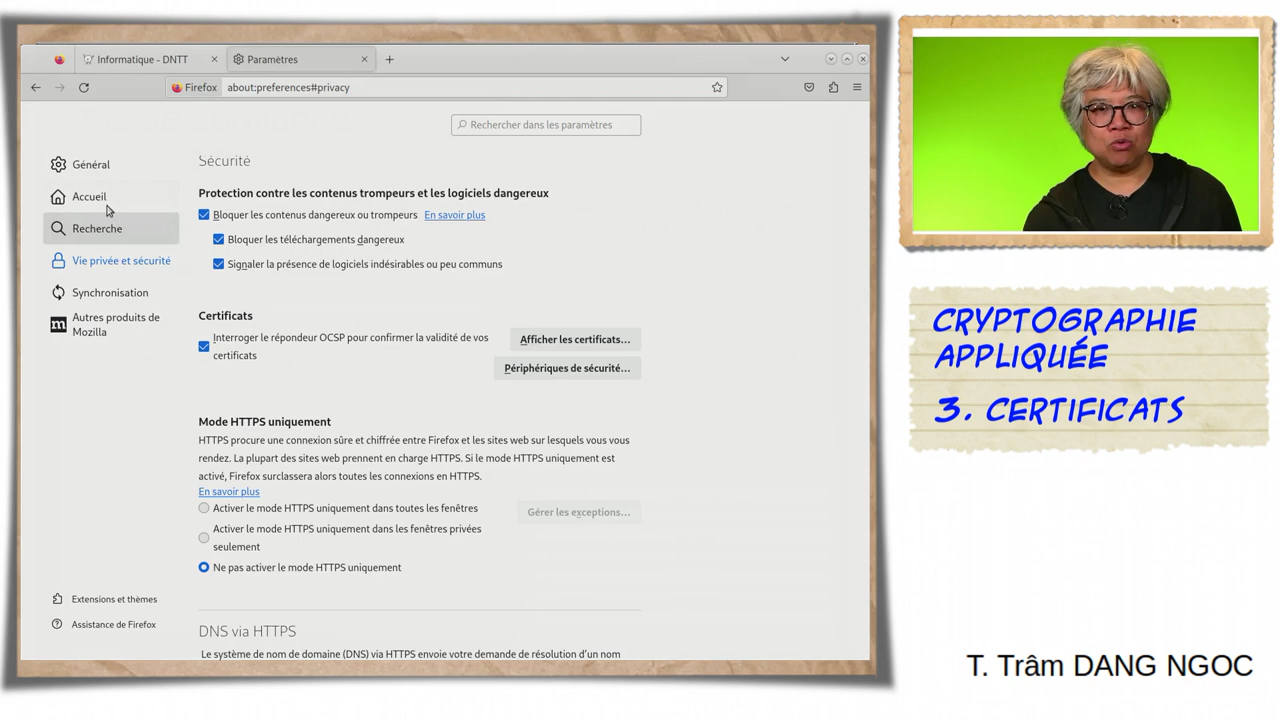 Informatique - DNTT
Paramètres
Firefox
about:preferences#privacy
Rechercher dans les paramètres
Général
Accueil
Recherche
Vie privée et sécurité
Synchronisation
Autres produits de
Mozilla
Extensions et thèmes
Assistance de Firefox
Sécurité
Protection contre les contenus trompeurs et les logiciels dangereux
Bloquer les contenus dangereux ou trompeurs En savoir plus
Bloquer les téléchargements dangereux
Signaler la présence de logiciels indésirables ou peu communs
Certificats
Interroger le répondeur OCSP pour confirmer la validité de vos
certificats
Afficher les certificats…
Périphériques de sécurité…
Mode HTTPS uniquement
HTTPS procure une connexion sûre et chiffrée entre Firefox et les sites web sur lesquels vous vous
rendez. La plupart des sites web prennent en charge HTTPS. Si le mode HTTPS uniquement est
activé, Firefox surclassera alors toutes les connexions en HTTPS.
En savoir plus
Activer le mode HTTPS uniquement dans toutes les fenêtres
Gérer les exceptions…
Activer le mode HTTPS uniquement dans les fenêtres privées
seulement
Ne pas activer le mode HTTPS uniquement
DNS via HTTPS
Le système de nom de domaine (DNS) via HTTPS envoie votre demande de résolution d'un nom
CRYPTOGRAPHIE
APPLIQUÉE
3. CERTIFICATS
T. Trâm DANG NGOC